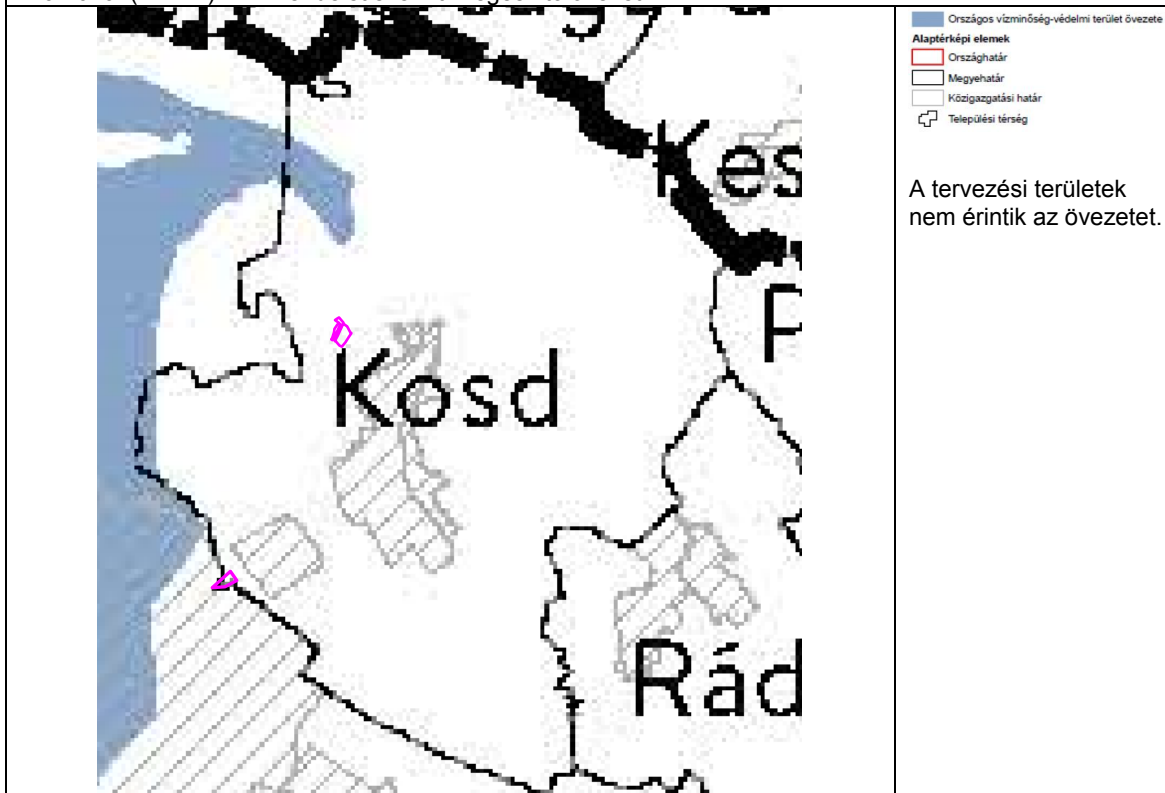 Országos vízminőség-védelmi terület övezete
Alaptérképi elemek
Országhatár
Megyehatár
Közigazgatási határ
Települési térség
A tervezési területek
nem érintik az övezetet.
Kes
Kosd
P
Rád